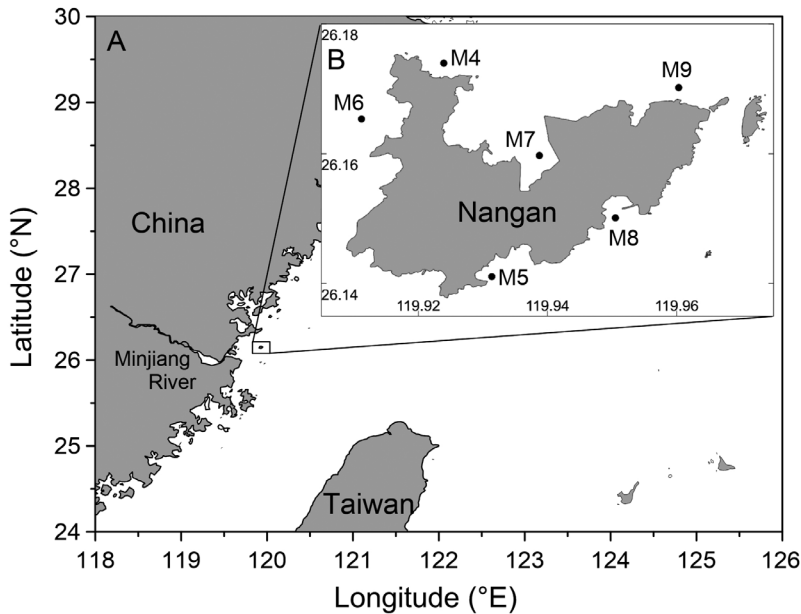 30
29
28
27
26
25
24
Latitude (°N)
A
China
Minjiang
River
Taiwan
B
26.18
26.16
26.14
M4
M9
M6
M7
Nangan
M8
M5
119.92
119.94
119.96
118
119
120
121
122
123
124
125
126
Longitude (°E)